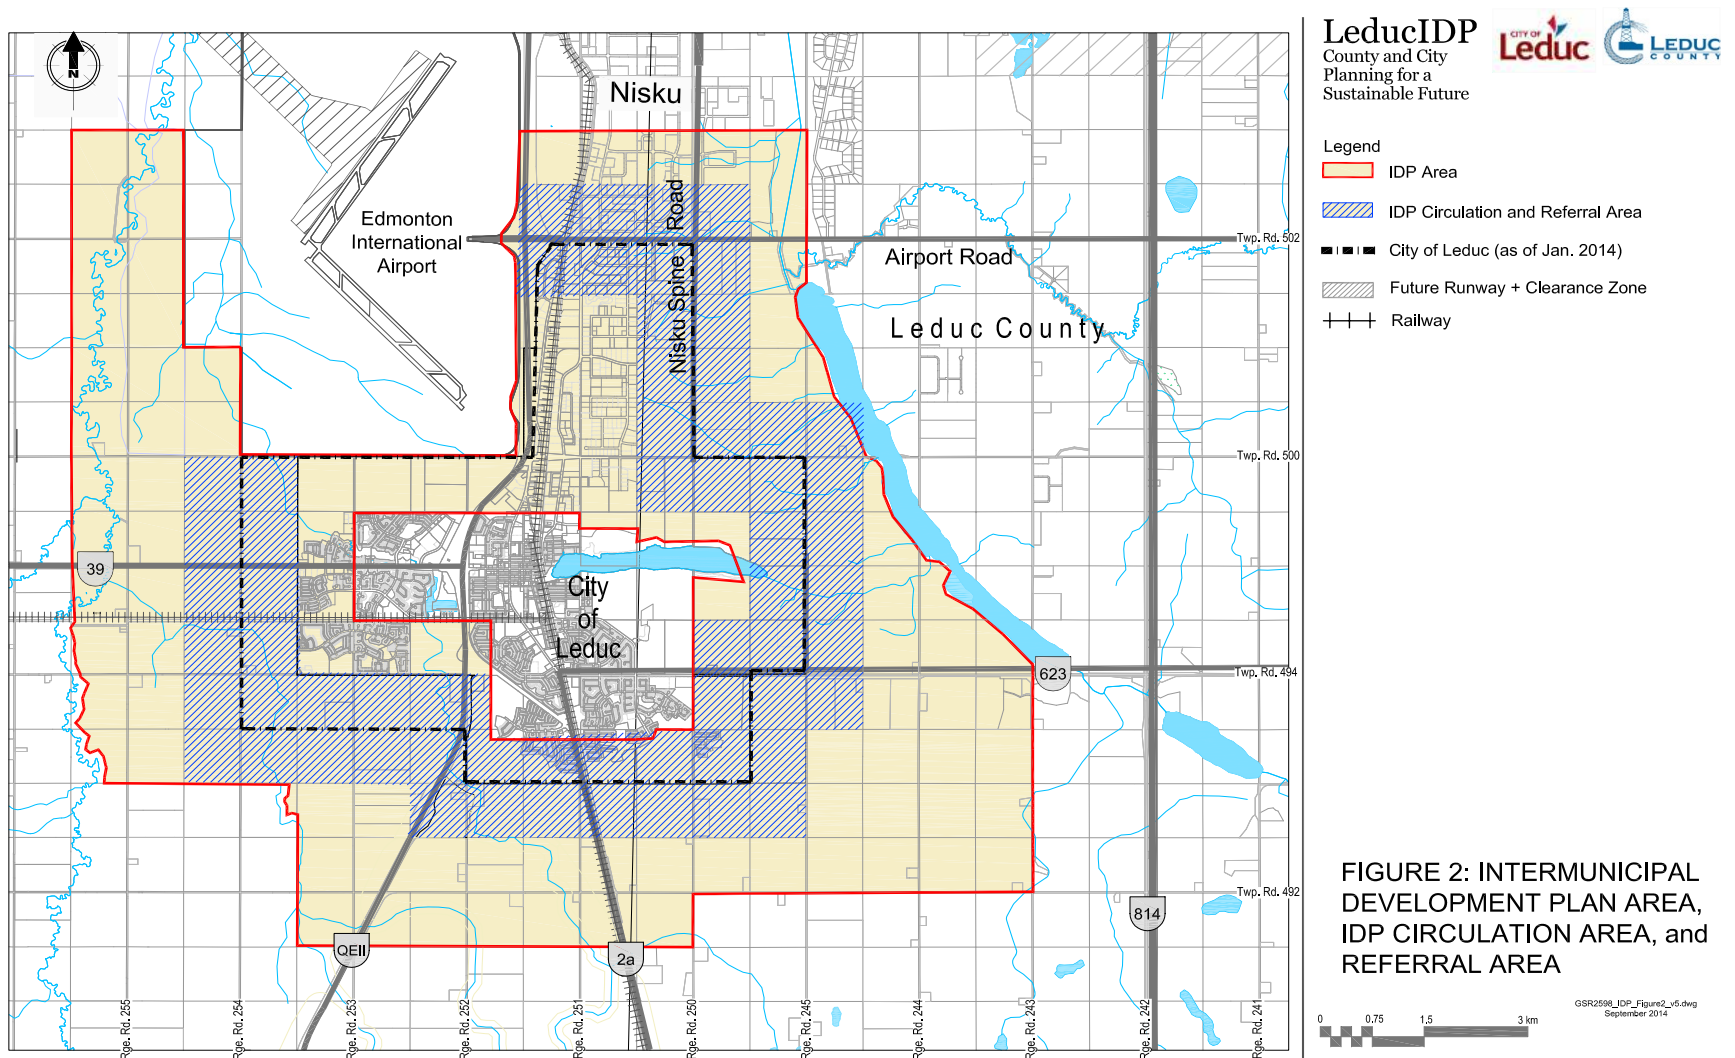 N
Nisku
Edmonton
International
Airport
Nisku Spine Road
Airport Road
Leduc County
City
of
Leduc
39
623
814
QEII
2a
Twp. Rd. 502
Twp. Rd. 500
Twp. Rd. 494
Twp. Rd. 492
Rge. Rd. 255
Rge. Rd. 254
Rge. Rd. 253
Rge. Rd. 252
Rge. Rd. 251
Rge. Rd. 250
Rge. Rd. 245
Rge. Rd. 244
Rge. Rd. 243
Rge. Rd. 242
Rge. Rd. 241
LeducIDP
County and City
Planning for a
Sustainable Future
CITY OF
Leduc
LEDUC
COUNTY
Legend
IDP Area
IDP Circulation and Referral Area
City of Leduc (as of Jan. 2014)
Future Runway + Clearance Zone
Railway
FIGURE 2: INTERMUNICIPAL
DEVELOPMENT PLAN AREA,
IDP CIRCULATION AREA, and
REFERRAL AREA
GSR2598_IDP_Figure2_v5.dwg
September 2014
0 0.75 1.5 3 km